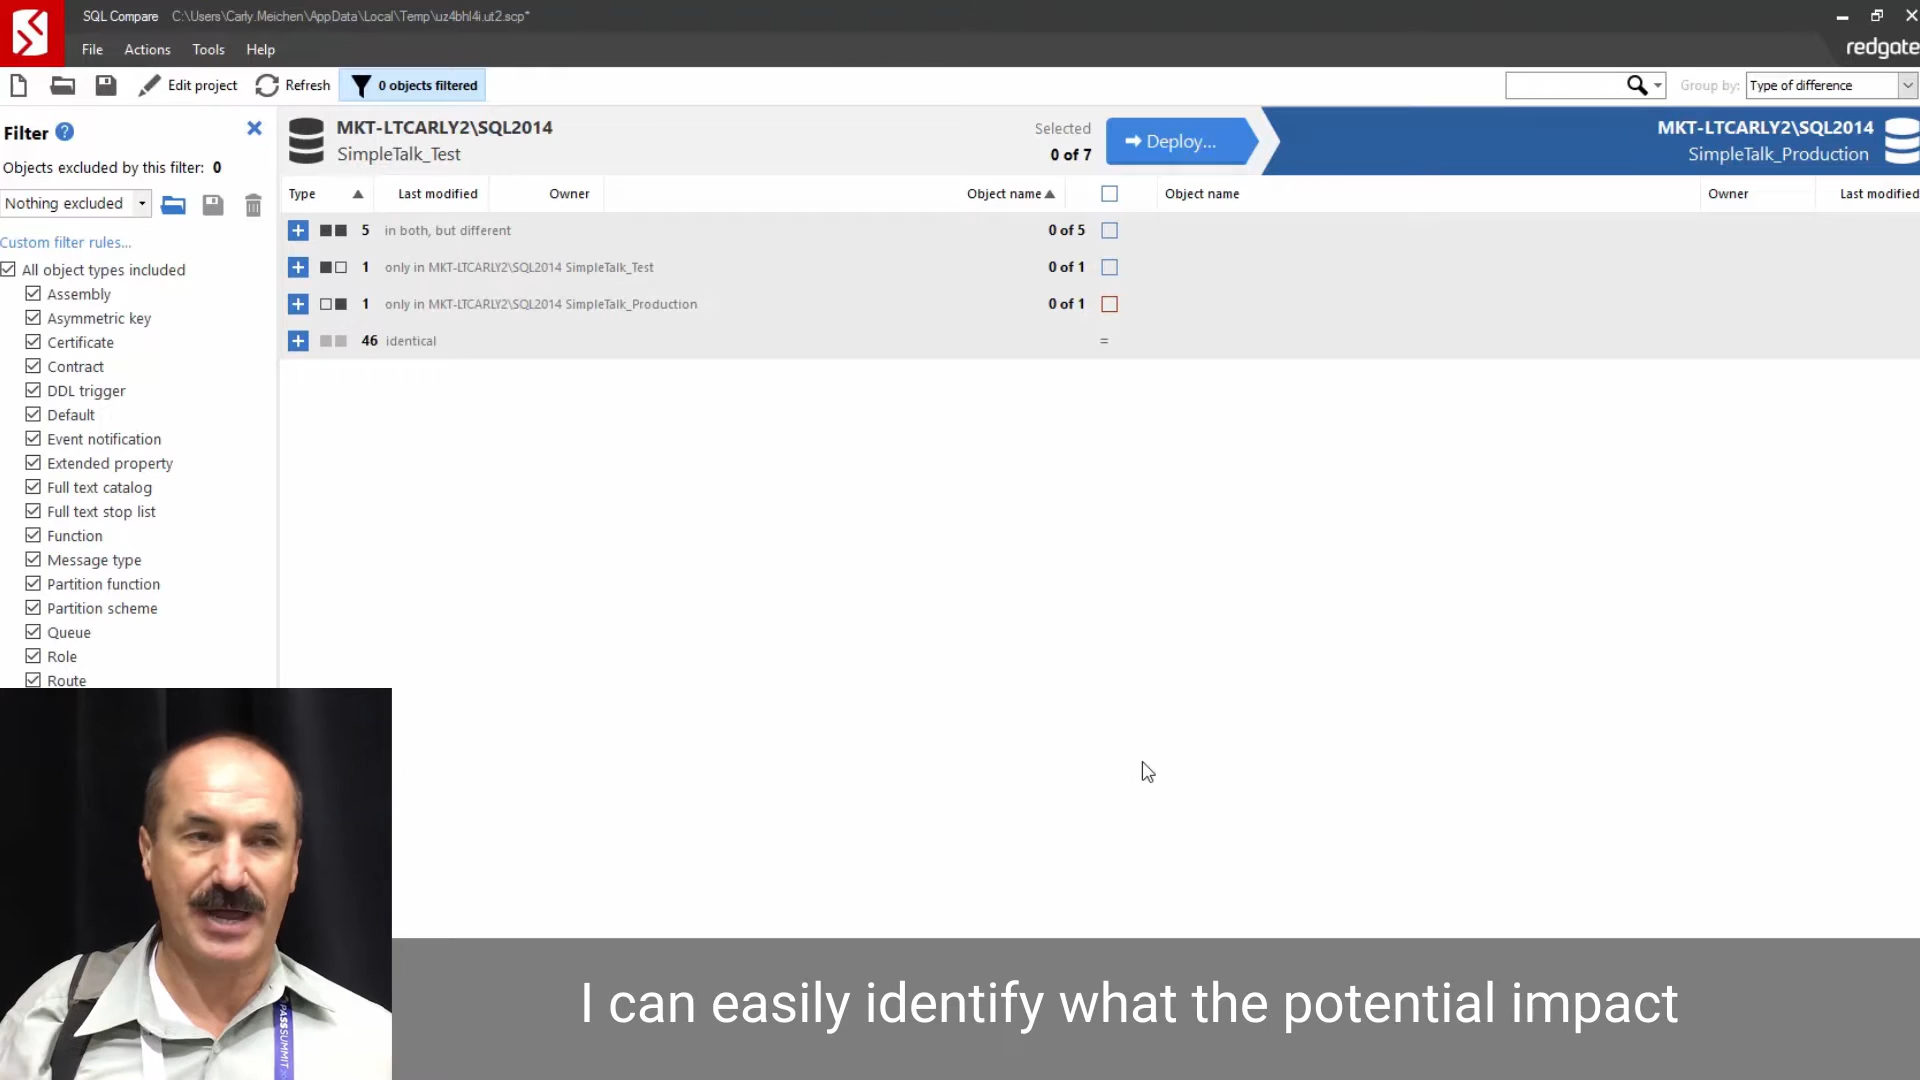 SQL Compare C:\Users\Carly.Meichen\AppData\Local\Temp\uz4bhl4i.ut2.scp*
File Actions Tools Help
redgate
Edit project Refresh 0 objects filtered
Group by: Type of difference
Filter ?
Objects excluded by this filter: 0
Nothing excluded
Custom filter rules...
All object types included
Assembly
Asymmetric key
Certificate
Contract
DDL trigger
Default
Event notification
Extended property
Full text catalog
Full text stop list
Function
Message type
Partition function
Partition scheme
Queue
Role
Route
MKT-LTCARLY2\SQL2014
SimpleTalk_Test
Selected
0 of 7
Deploy...
MKT-LTCARLY2\SQL2014
SimpleTalk_Production
Type Last modified Owner Object name Object name Owner Last modified
5 in both, but different 0 of 5
1 only in MKT-LTCARLY2\SQL2014 SimpleTalk_Test 0 of 1
1 only in MKT-LTCARLY2\SQL2014 SimpleTalk_Production 0 of 1
46 identical =
PASSSUMMIT
I can easily identify what the potential impact